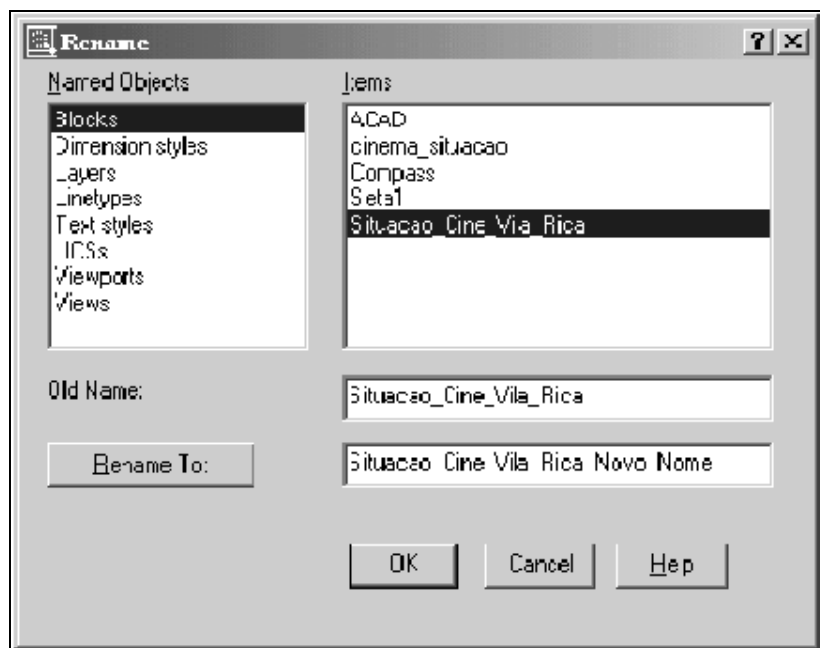 Rename
Named Objects
Items
Blocks
Dimension styles
Layers
Linetypes
Text styles
UCSs
Viewports
Views
ACAD
cinema_situacao
Compass
Seta1
Situacao_Cine_Vila_Rica
Old Name:
Situacao_Cine_Vila_Rica
Rename To:
Situacao_Cine_Vila_Rica_Novo_Nome
OK
Cancel
Help